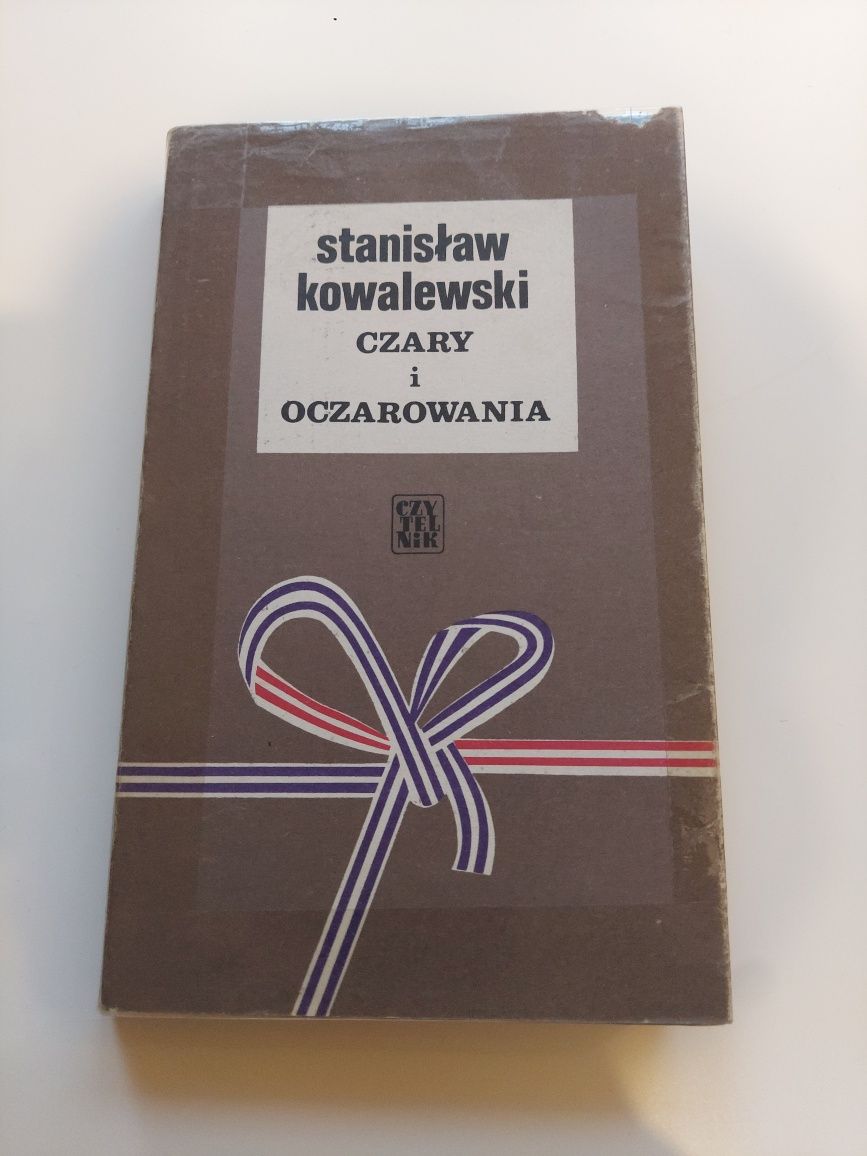 stanisław
kowalewski
CZARY
i
OCZAROWANIA
CZY
TEL
NiK